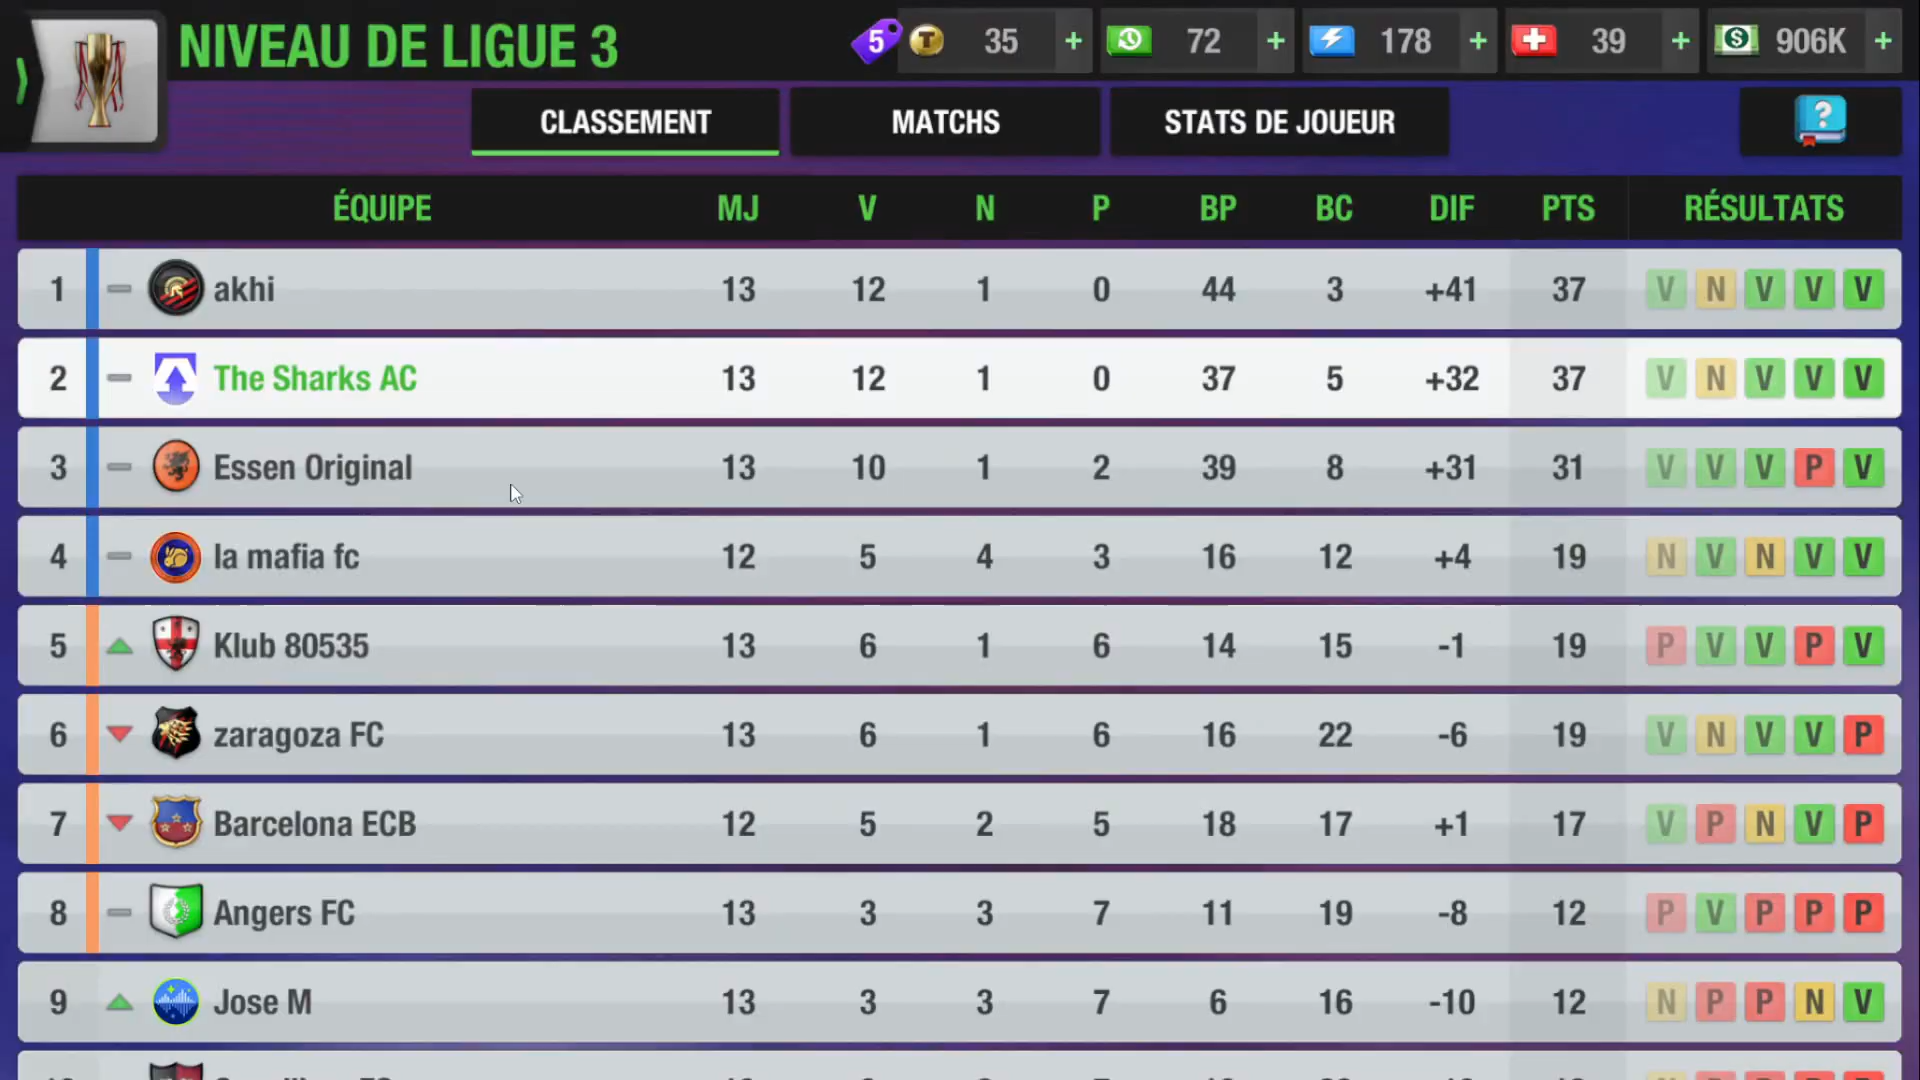 NIVEAU DE LIGUE 3
5 T 35 + 72 + 178 + 39 + $ 906K +
CLASSEMENT MATCHS STATS DE JOUEUR ?
ÉQUIPE MJ V N P BP BC DIF PTS RÉSULTATS
1 akhi 13 12 1 0 44 3 +41 37 V N V V V
2 The Sharks AC 13 12 1 0 37 5 +32 37 V N V V V
3 Essen Original 13 10 1 2 39 8 +31 31 V V V P V
4 la mafia fc 12 5 4 3 16 12 +4 19 N V N V V
5 Klub 80535 13 6 1 6 14 15 -1 19 P V V P V
6 zaragoza FC 13 6 1 6 16 22 -6 19 V N V V P
7 Barcelona ECB 12 5 2 5 18 17 +1 17 V P N V P
8 Angers FC 13 3 3 7 11 19 -8 12 P V P P P
9 Jose M 13 3 3 7 6 16 -10 12 N P P N V